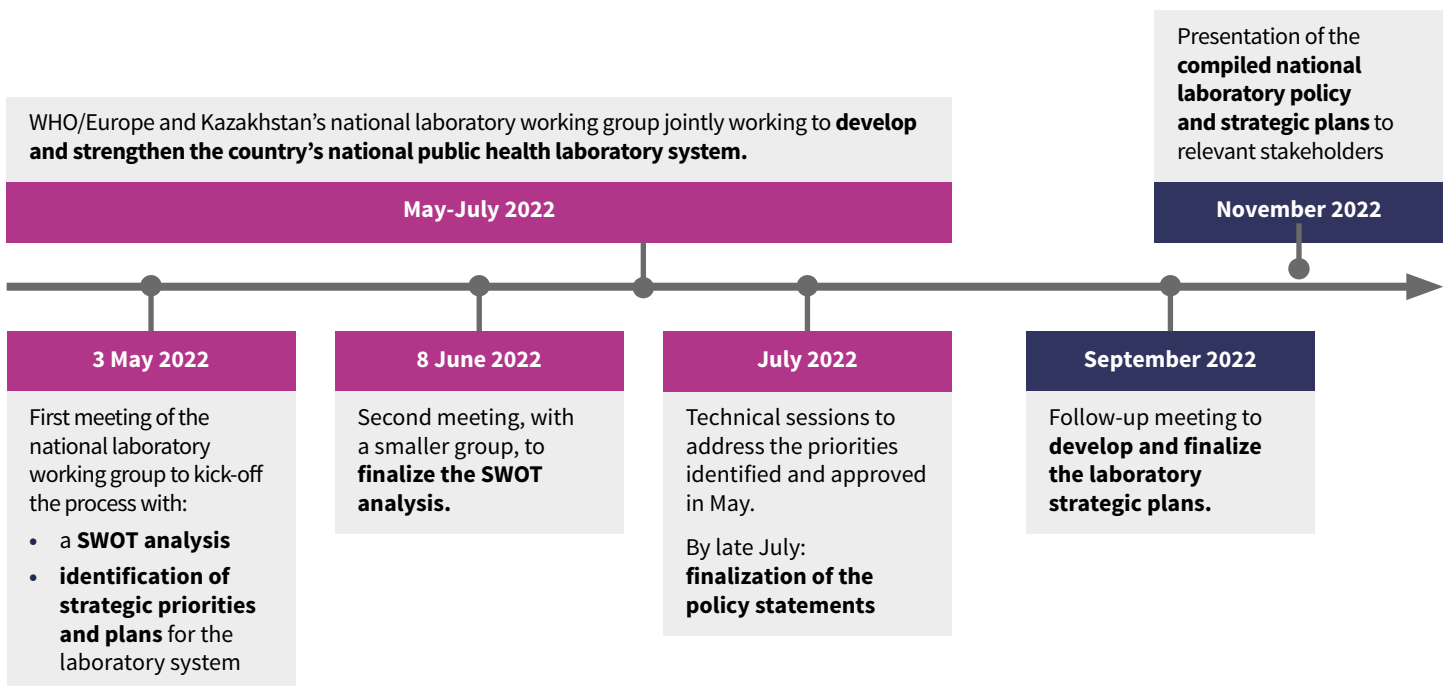 WHO/Europe and Kazakhstan’s national laboratory working group jointly working to develop
and strengthen the country’s national public health laboratory system.
May-July 2022
Presentation of the
compiled national
laboratory policy
and strategic plans to
relevant stakeholders
November 2022
3 May 2022
First meeting of the
national laboratory
working group to kick-off
the process with:
• a SWOT analysis
• identification of
strategic priorities
and plans for the
laboratory system
8 June 2022
Second meeting, with
a smaller group, to
finalize the SWOT
analysis.
July 2022
Technical sessions to
address the priorities
identified and approved
in May.
By late July:
finalization of the
policy statements
September 2022
Follow-up meeting to
develop and finalize
the laboratory
strategic plans.